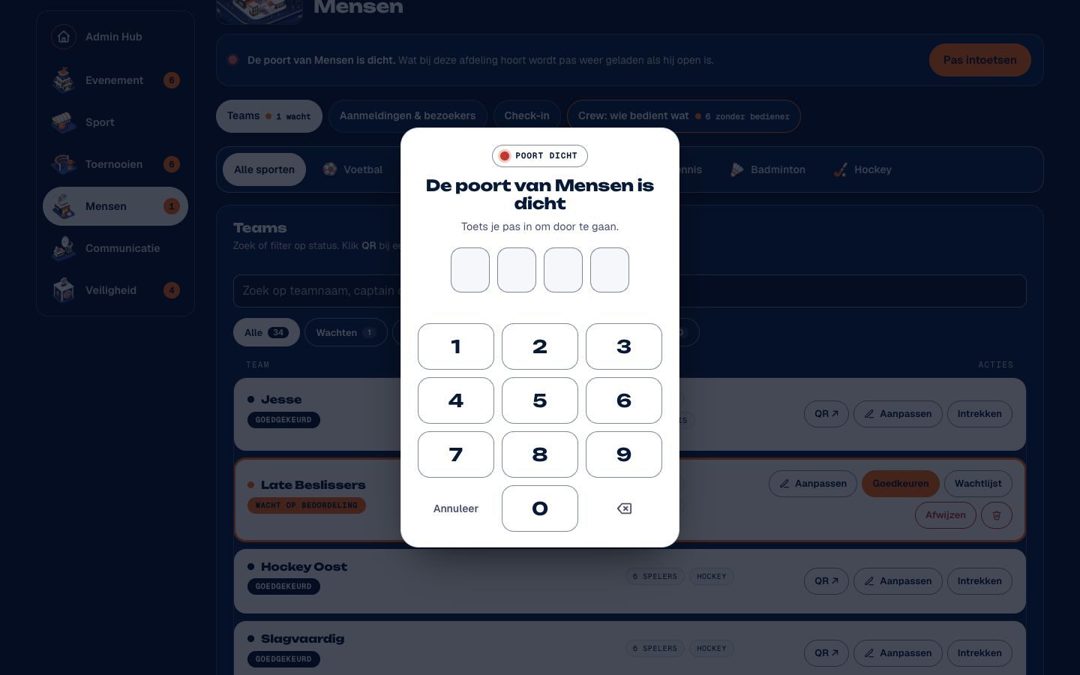 Mensen
Admin Hub
De poort van Mensen is dicht. Wat bij deze afdeling hoort wordt pas weer geladen als hij open is.
Pas intoetsen
Evenement 6
Sport
Toernooien 6
Mensen 1
Communicatie
Veiligheid 4
Teams 1 wacht
Aanmeldingen & bezoekers
Check-in
Crew: wie bedient wat 6 zonder bediener
Alle sporten
Voetbal
Badminton
Hockey
Teams
Zoek of filter op status. Klik QR bij
Zoek op teamnaam, captain
Alle 34
Wachten 1
TEAM
ACTIES
Jesse
GOEDGEKEURD
QR ↗
Aanpassen
Intrekken
Late Beslissers
WACHT OP BEOORDELING
Aanpassen
Goedkeuren
Wachtlijst
Afwijzen
Hockey Oost
GOEDGEKEURD
6 SPELERS
HOCKEY
QR ↗
Aanpassen
Intrekken
Slagvaardig
GOEDGEKEURD
6 SPELERS
HOCKEY
QR ↗
Aanpassen
Intrekken
POORT DICHT
De poort van Mensen is
dicht
Toets je pas in om door te gaan.
1 2 3
4 5 6
7 8 9
Annuleer 0